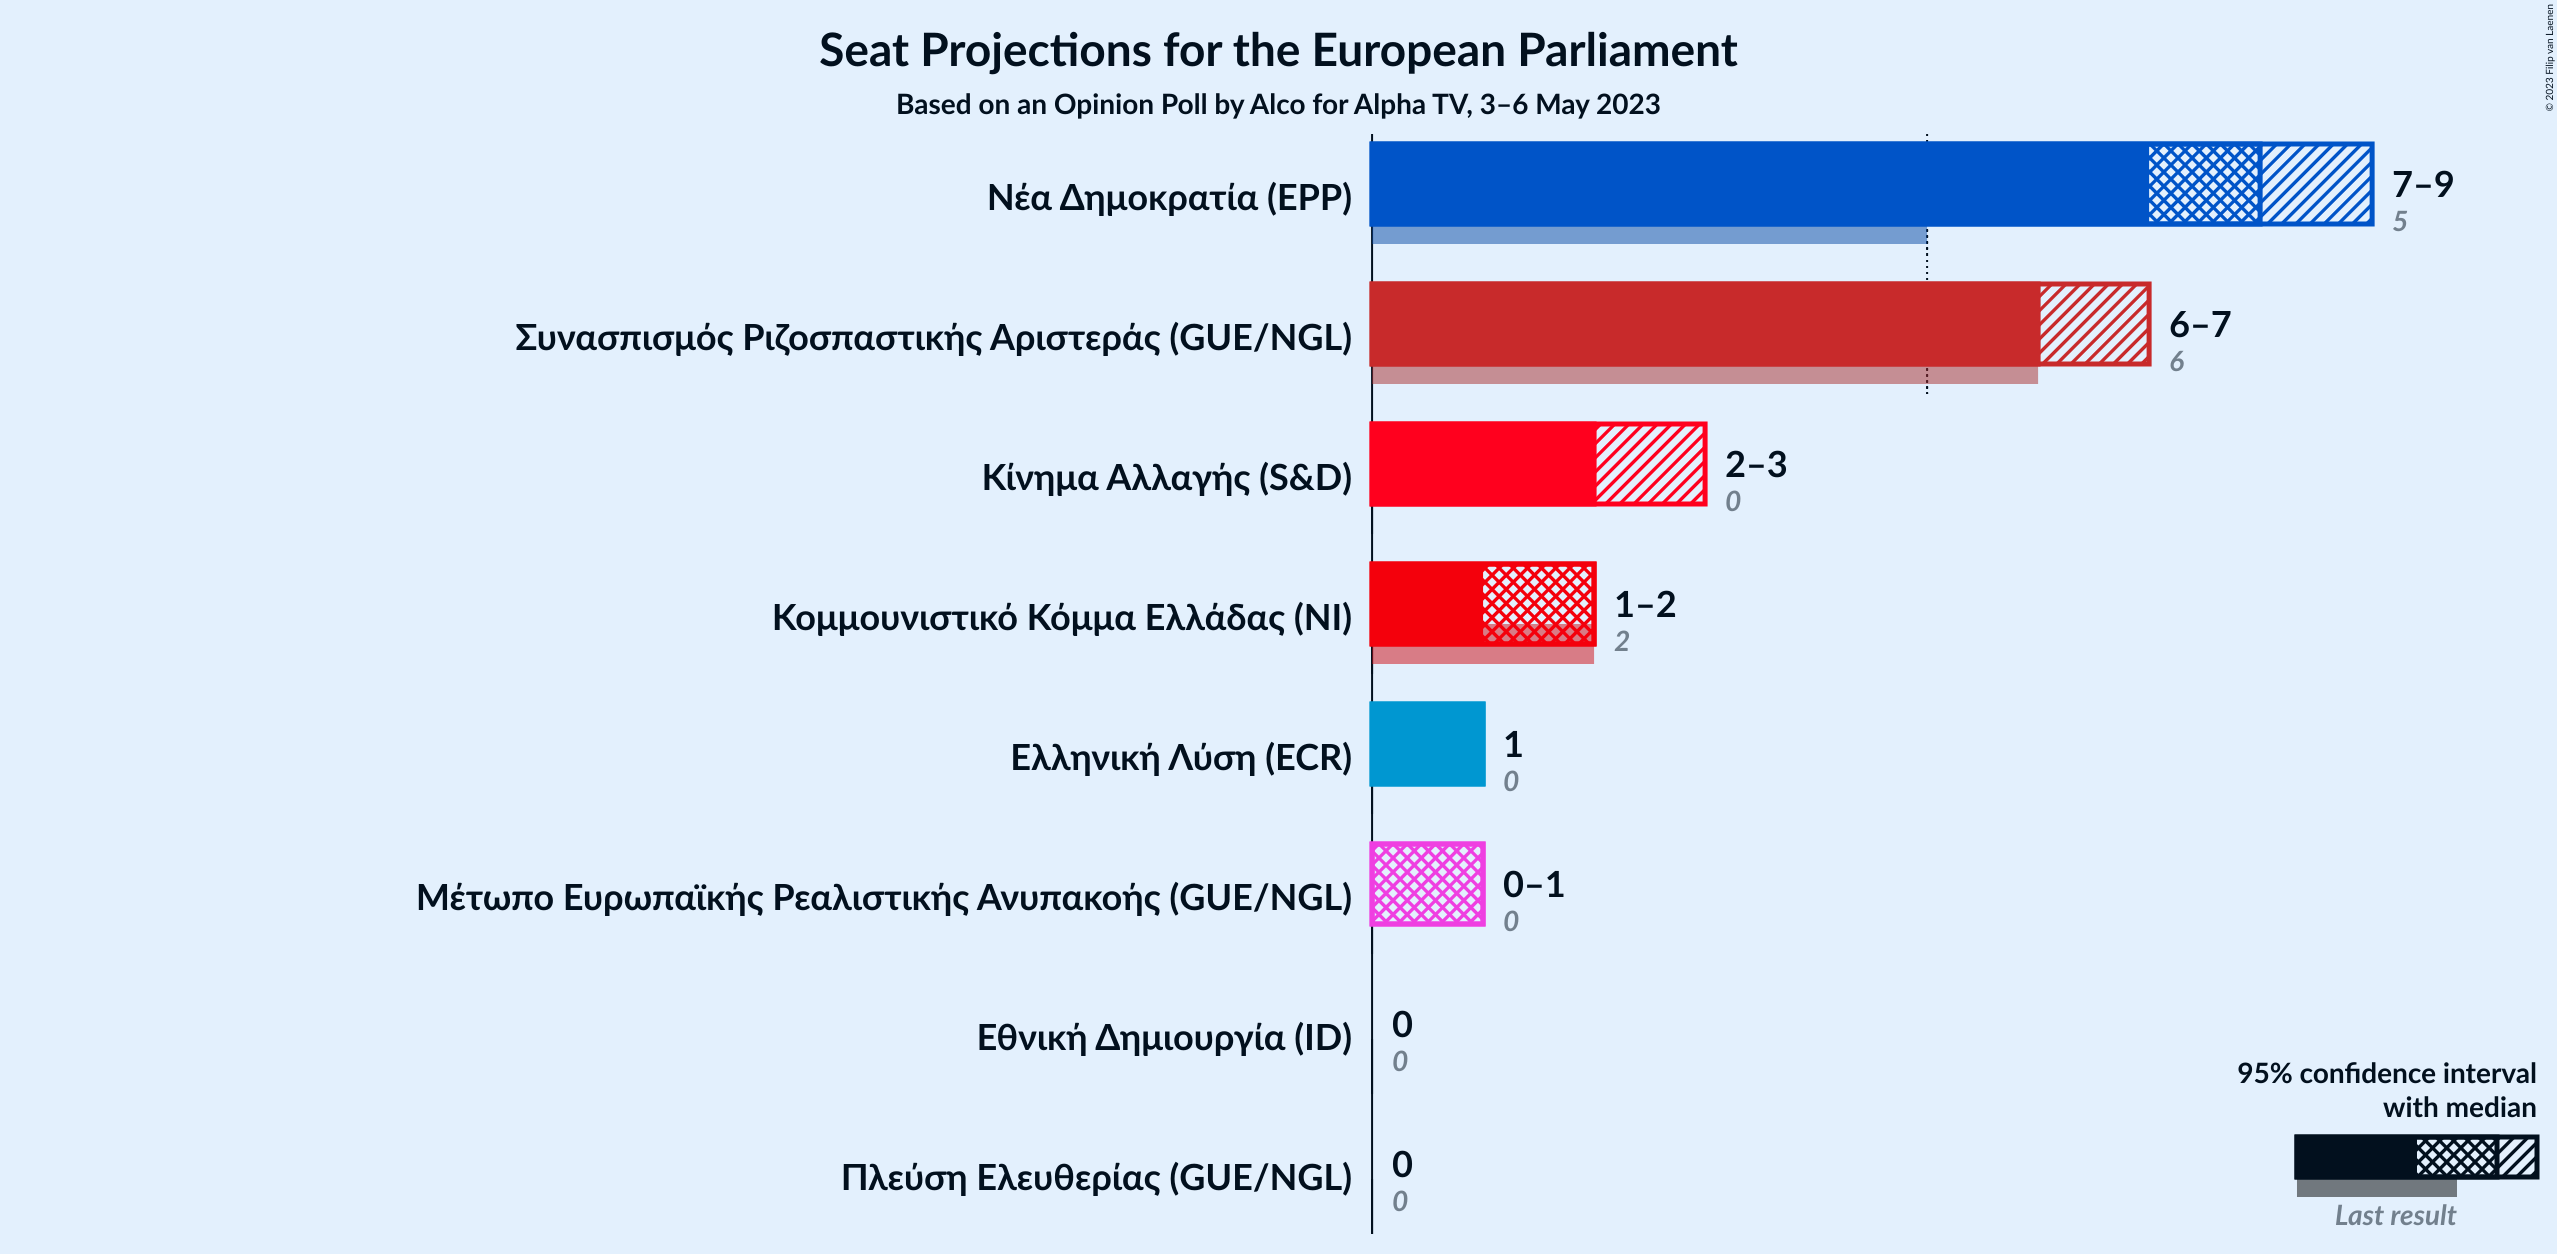 Seat Projections for the European Parliament
Based on an Opinion Poll by Alco for Alpha TV, 3–6 May 2023
© 2023 Filip van Laenen
Νέα Δημοκρατία (EPP)
7–9
5
Συνασπισμός Ριζοσπαστικής Αριστεράς (GUE/NGL)
6–7
6
Κίνημα Αλλαγής (S&D)
2–3
0
Κομμουνιστικό Κόμμα Ελλάδας (NI)
1–2
2
Ελληνική Λύση (ECR)
1
0
Μέτωπο Ευρωπαϊκής Ρεαλιστικής Ανυπακοής (GUE/NGL)
0–1
0
Εθνική Δημιουργία (ID)
0
0
Πλεύση Ελευθερίας (GUE/NGL)
0
0
95% confidence interval
with median
Last result